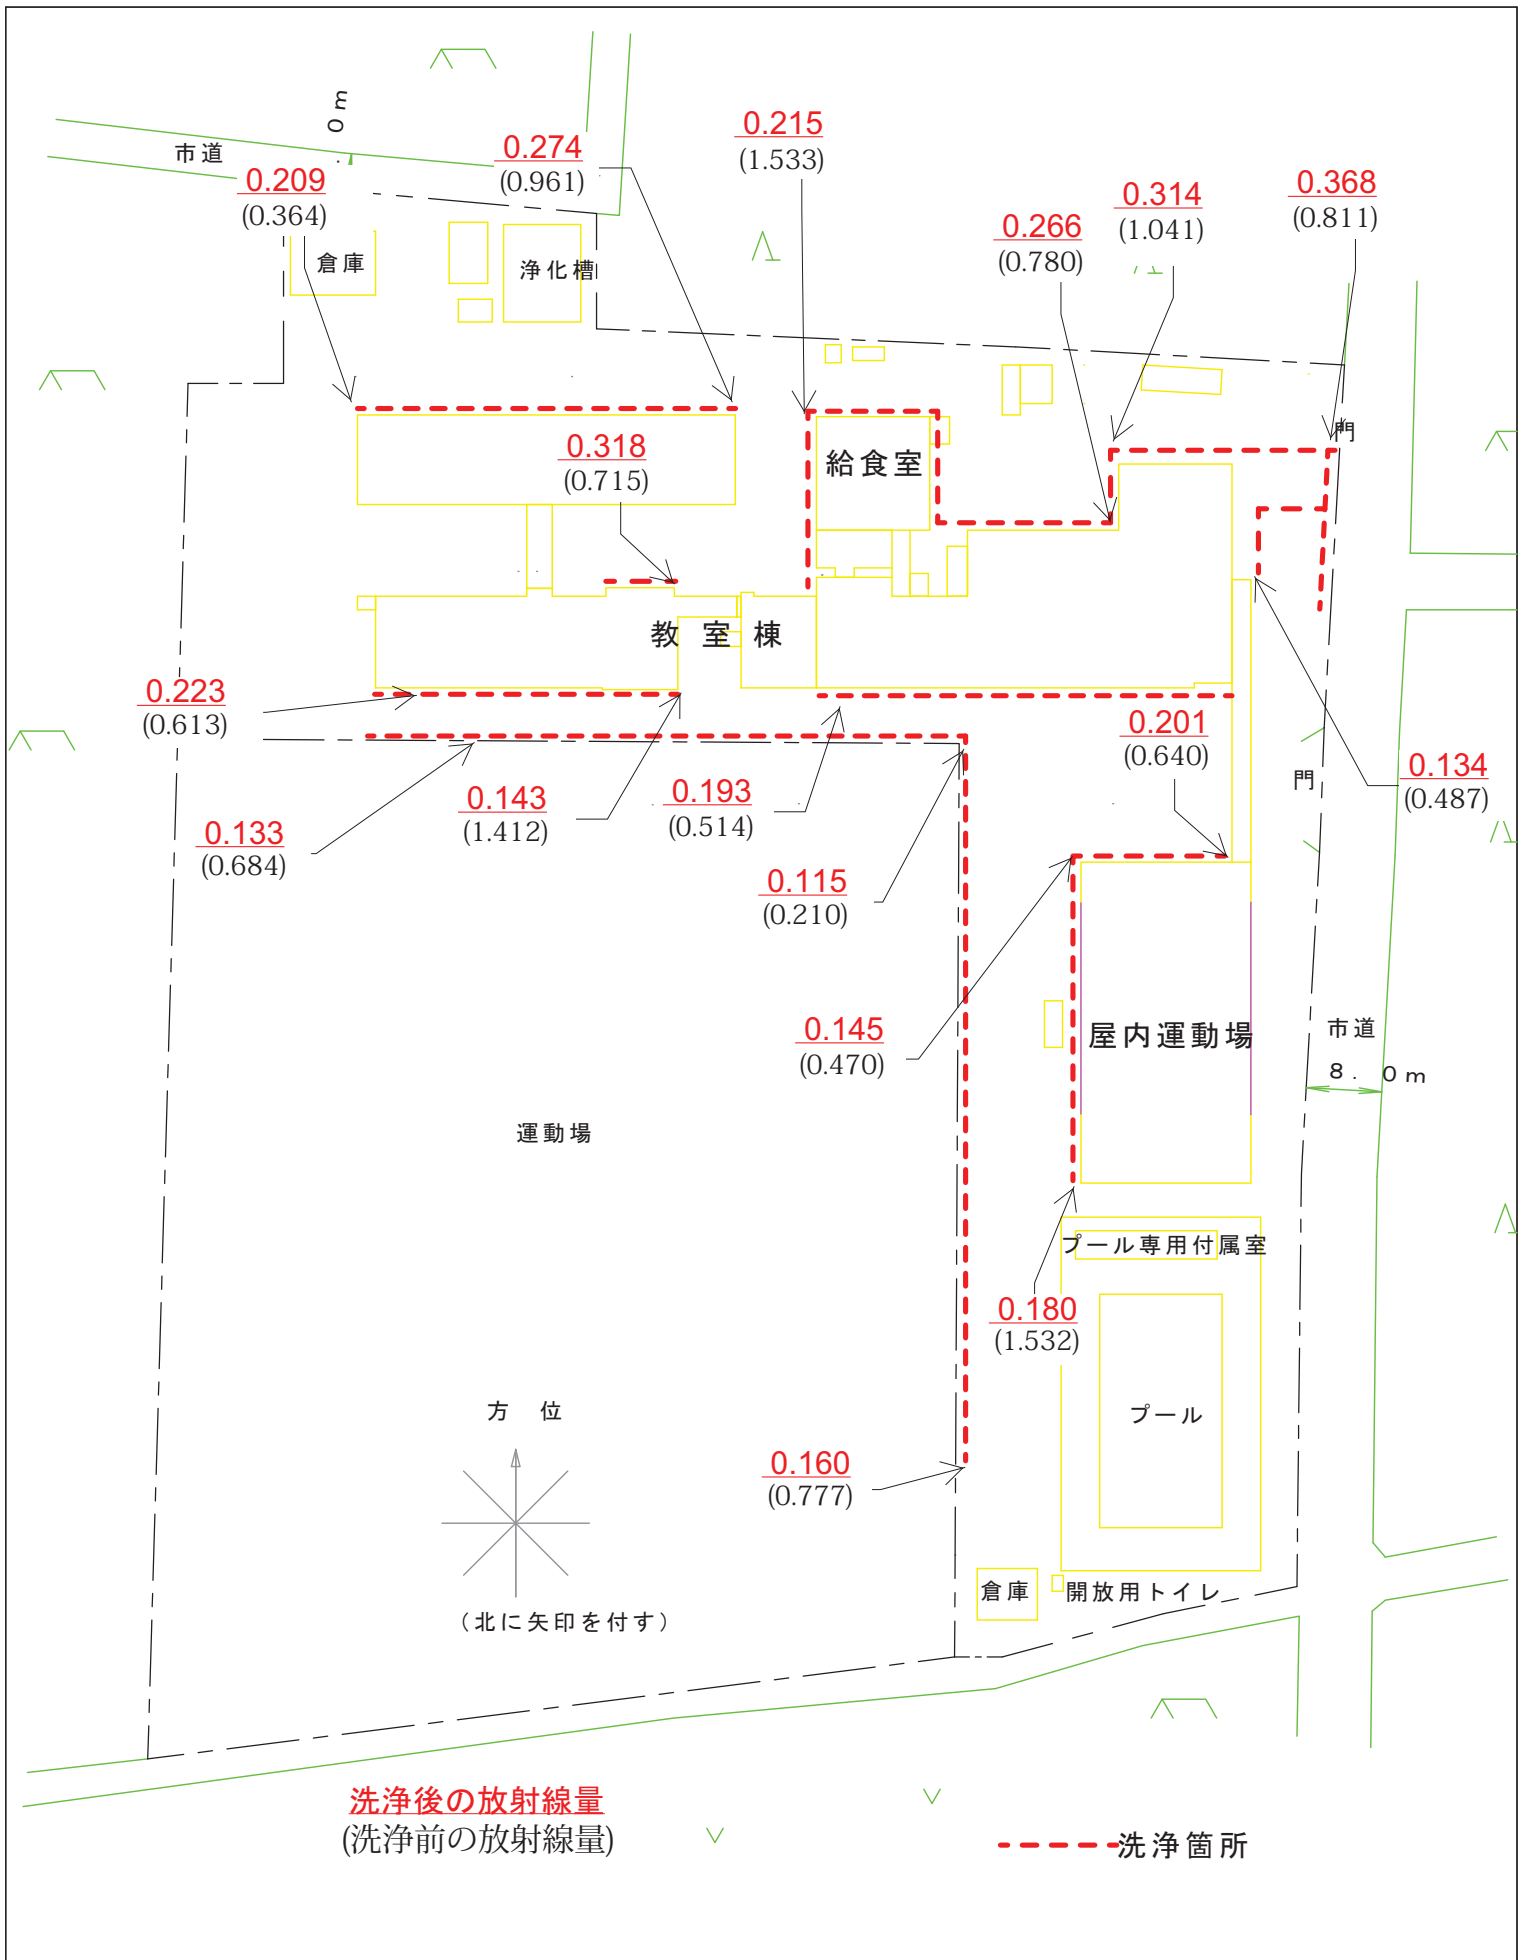 .0m
市道
0.209
(0.364)
0.274
(0.961)
0.215
(1.533)
0.266
(0.780)
0.314
(1.041)
0.368
(0.811)
倉庫
浄化槽
門
0.318
(0.715)
給食室
教室棟
0.223
(0.613)
0.201
(0.640)
門
0.134
(0.487)
0.133
(0.684)
0.143
(1.412)
0.193
(0.514)
0.115
(0.210)
0.145
(0.470)
屋内運動場
市道
8.0m
運動場
プール専用付属室
0.180
(1.532)
方位
プール
0.160
(0.777)
倉庫
開放用トイレ
(北に矢印を付す)
洗浄後の放射線量
(洗浄前の放射線量)
洗浄箇所